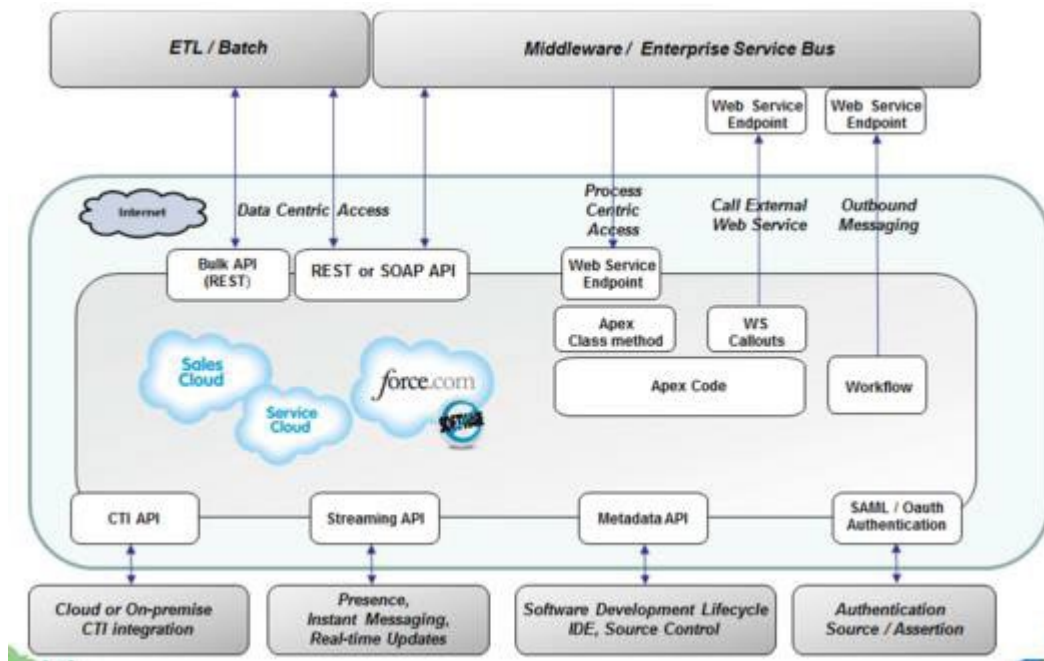 ETL / Batch
Middleware / Enterprise Service Bus
Web Service
Endpoint
Web Service
Endpoint
Internet
Data Centric Access
Process
Centric
Access
Call External
Web Service
Outbound
Messaging
Bulk API
(REST)
REST or SOAP API
Web Service
Endpoint
Apex
Class method
WS
Callouts
Apex Code
Workflow
Sales
Cloud
Service
Cloud
force.com
CTI API
Streaming API
Metadata API
SAML / Oauth
Authentication
Cloud or On-premise
CTI integration
Presence,
Instant Messaging,
Real-time Updates
Software Development Lifecycle
IDE, Source Control
Authentication
Source / Assertion